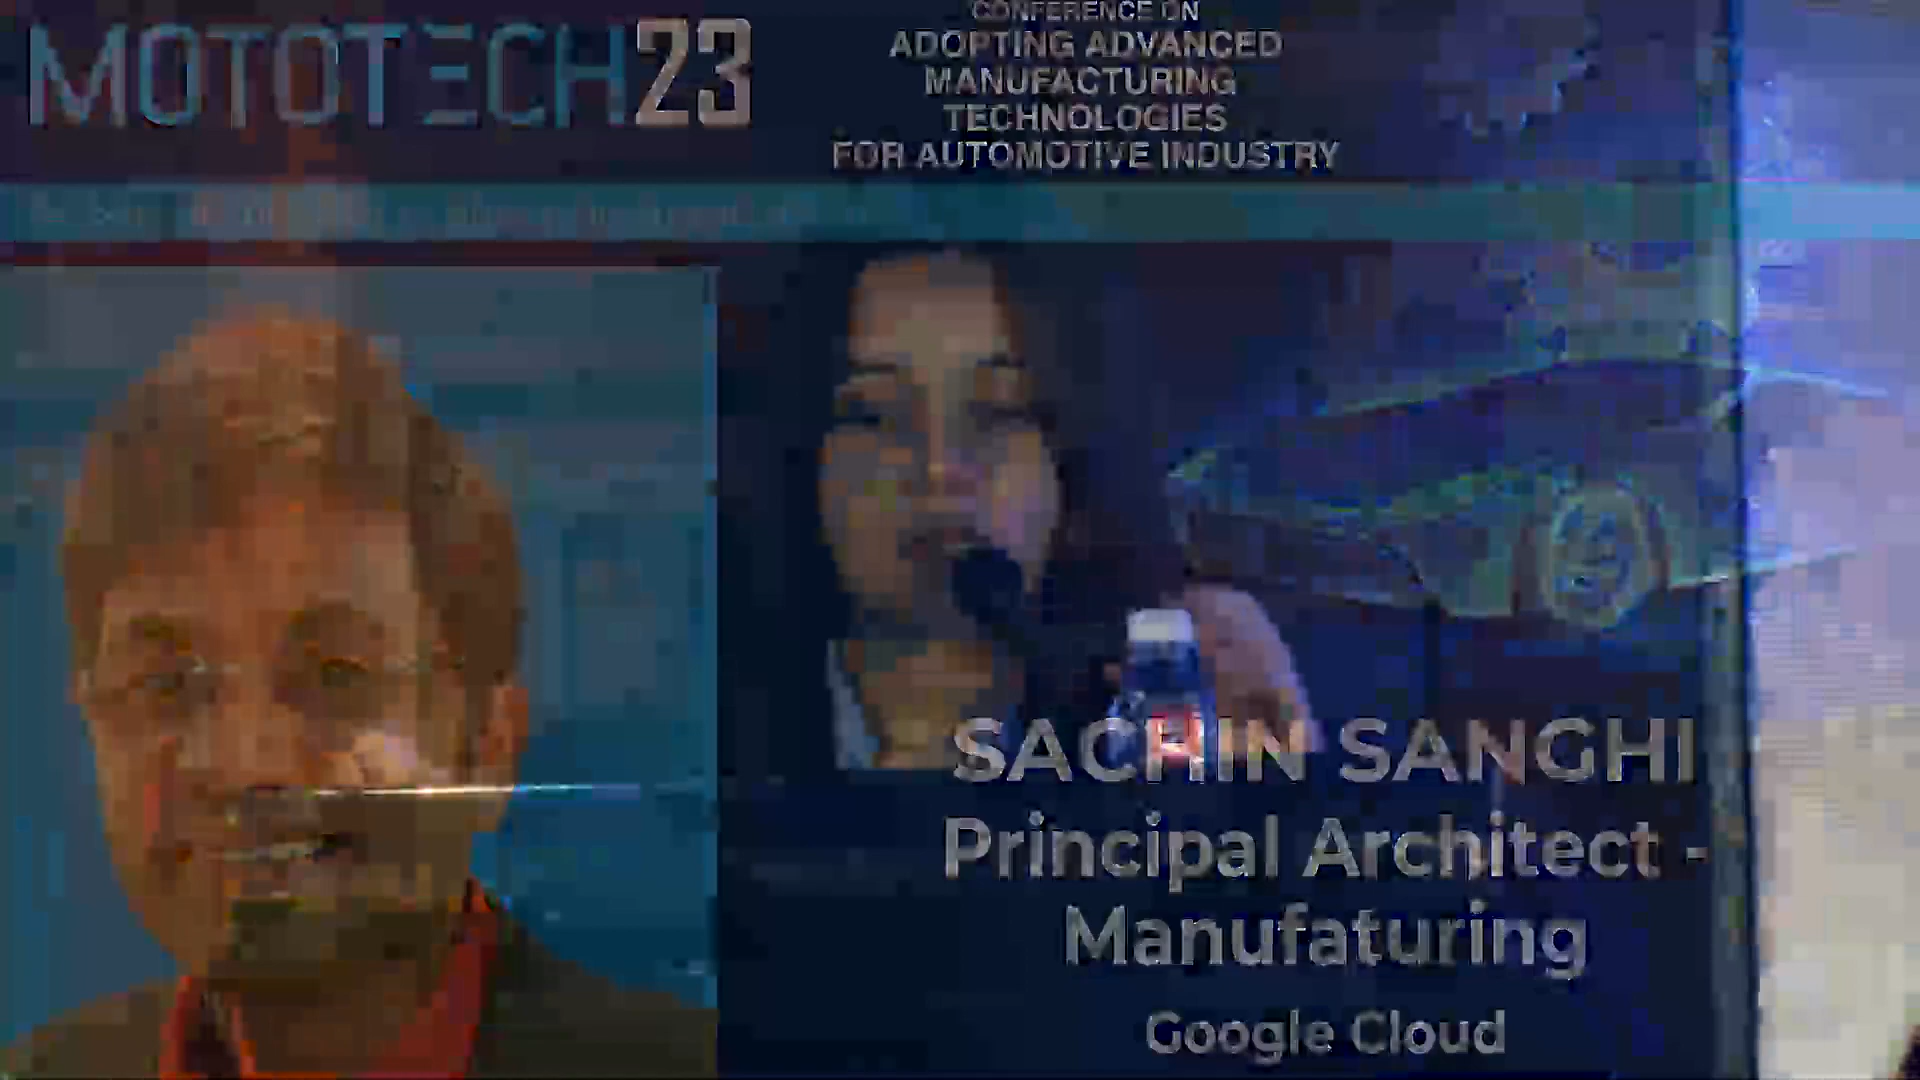 MOTOTECH23
CONFERENCE ON
ADOPTING ADVANCED
MANUFACTURING
TECHNOLOGIES
FOR AUTOMOTIVE INDUSTRY
SACHIN SANGHI
Principal Architect -
Manufaturing
Google Cloud